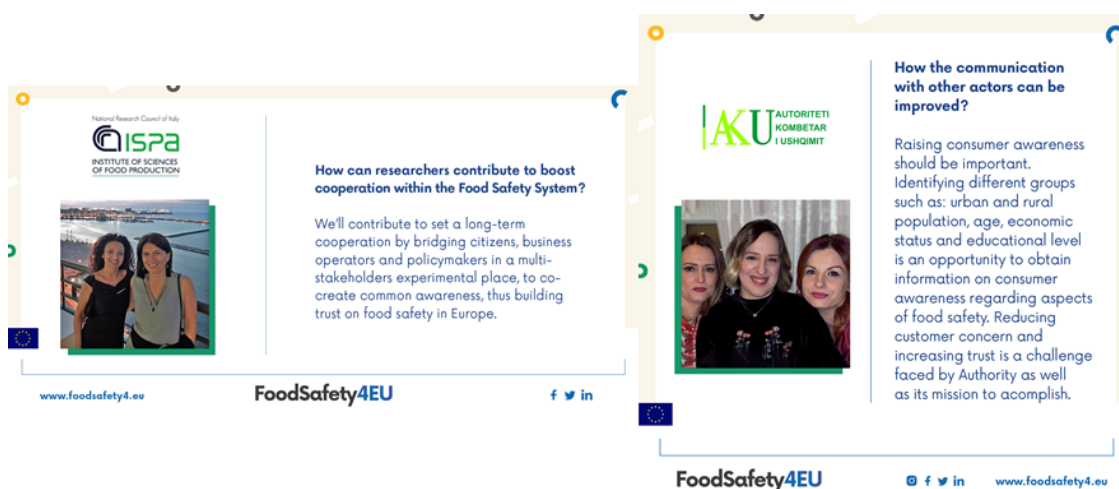 National Research Council of Italy
ISPA
INSTITUTE OF SCIENCES
OF FOOD PRODUCTION
How can researchers contribute to boost
cooperation within the Food Safety System?
We'll contribute to set a long-term
cooperation by bridging citizens, business
operators and policymakers in a multi-
stakeholders experimental place, to co-
create common awareness, thus building
trust on food safety in Europe.
www.foodsafety4.eu
FoodSafety4EU
AKU
AUTORITETI
KOMBETAR
I USHQIMIT
How the communication
with other actors can be
improved?
Raising consumer awareness
should be important.
Identifying different groups
such as: urban and rural
population, age, economic
status and educational level
is an opportunity to obtain
information on consumer
awareness regarding aspects
of food safety. Reducing
customer concern and
increasing trust is a challenge
faced by Authority as well
as its mission to acomplish.
FoodSafety4EU
www.foodsafety4.eu